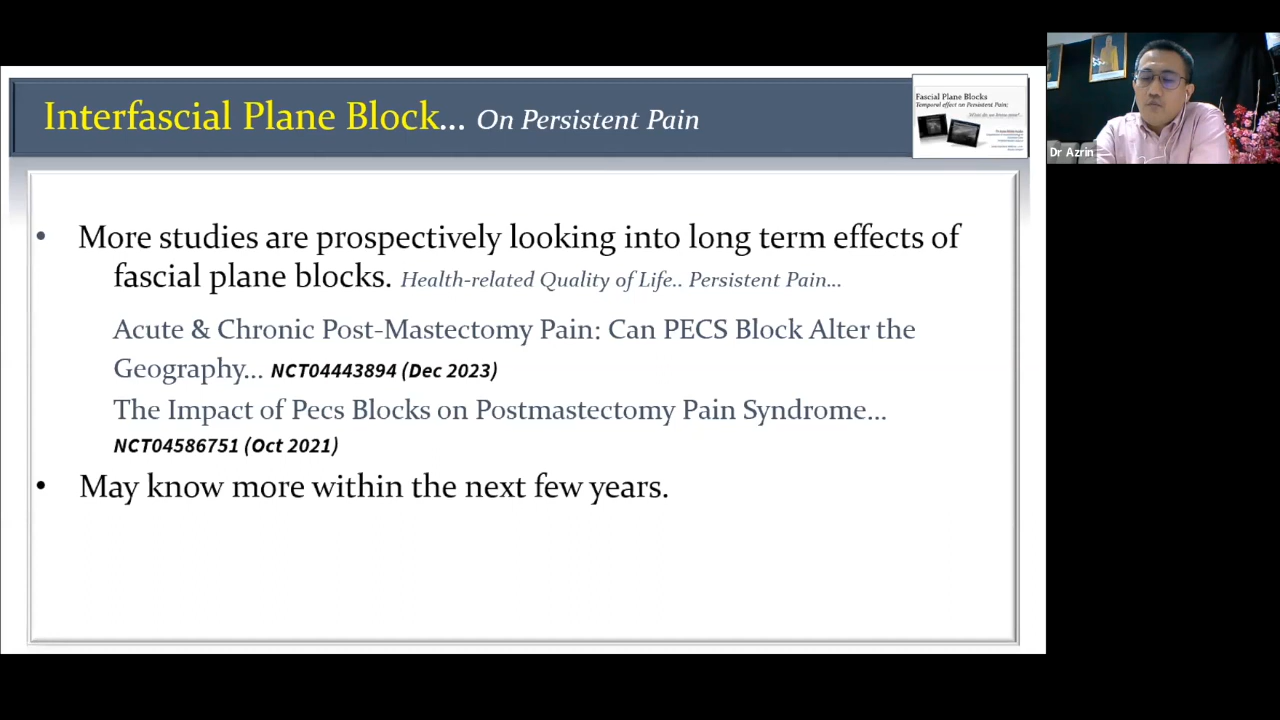 Interfascial Plane Block... On Persistent Pain
Fascial Plane Blocks
Temporal effect on Persistent Pain;
What do we know now?
Dr Azrin
• More studies are prospectively looking into long term effects of
fascial plane blocks. Health-related Quality of Life.. Persistent Pain...
Acute & Chronic Post-Mastectomy Pain: Can PECS Block Alter the
Geography... NCT04443894 (Dec 2023)
The Impact of Pecs Blocks on Postmastectomy Pain Syndrome...
NCT04586751 (Oct 2021)
• May know more within the next few years.